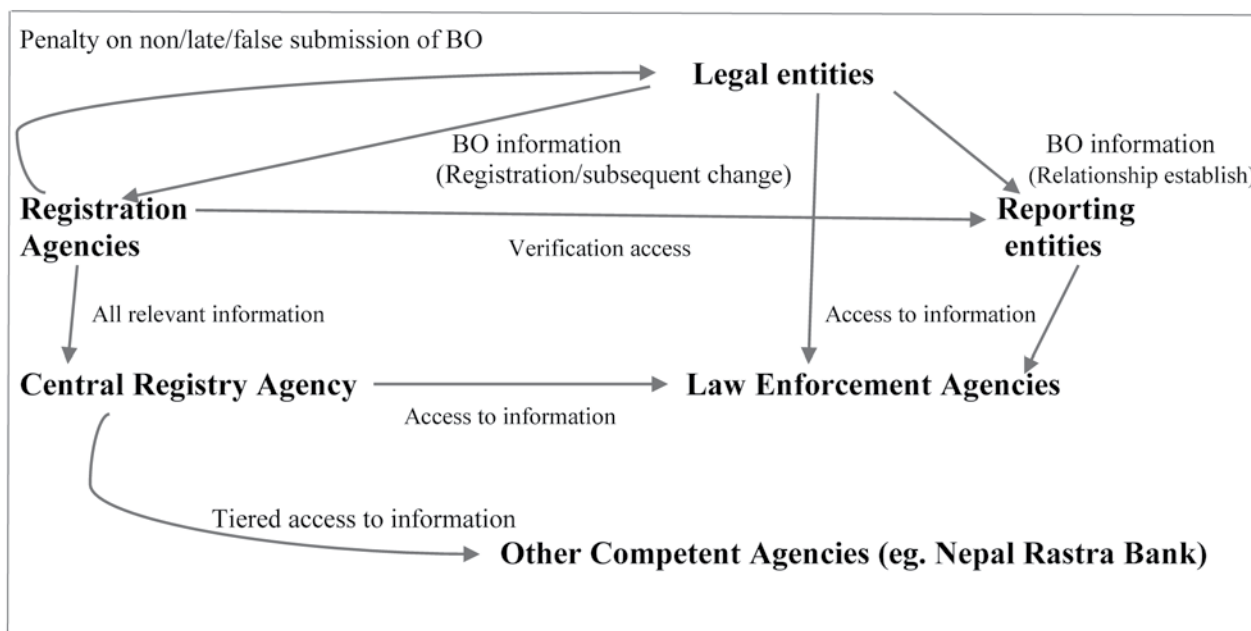 Penalty on non/late/false submission of BO
Legal entities
BO information
(Registration/subsequent change)
BO information
(Relationship establish)
Registration
Agencies
Reporting
entities
Verification access
All relevant information
Access to information
Central Registry Agency
Law Enforcement Agencies
Access to information
Tiered access to information
Other Competent Agencies (eg. Nepal Rastra Bank)